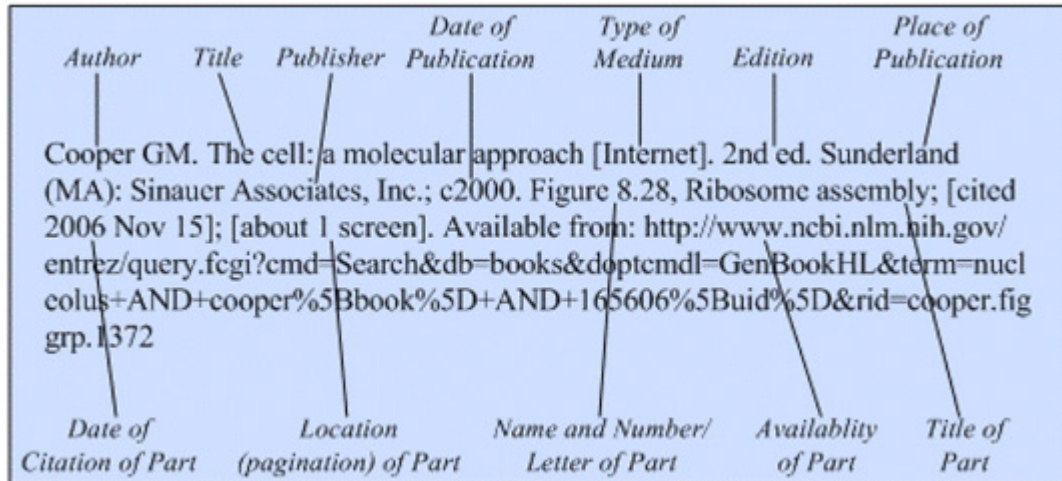 Date of Type of Place of
Author Title Publisher Publication Medium Edition Publication
Cooper GM. The cell: a molecular approach [Internet]. 2nd ed. Sunderland
(MA): Sinauer Associates, Inc.; c2000. Figure 8.28, Ribosome assembly; [cited
2006 Nov 15]; [about 1 screen]. Available from: http://www.ncbi.nlm.nih.gov/
entrez/query.fcgi?cmd=Search&db=books&doptcmdl=GenBookHL&term=nucl
eolus+AND+cooper%5Bbook%5D+AND+165606%5Buid%5D&rid=cooper.fig
grp.1372
Date of Location Name and Number/ Availablity Title of
Citation of Part (pagination) of Part Letter of Part of Part Part